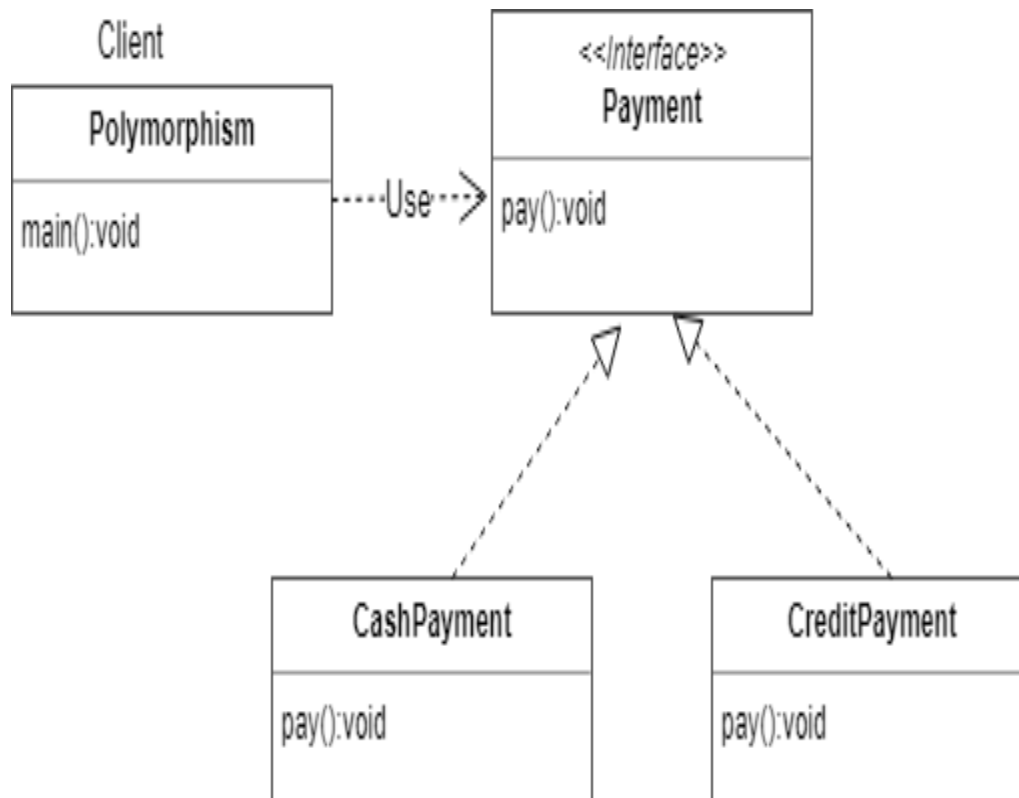 Client
Polymorphism
main():void
Use
<<Interface>>
Payment
pay():void
CashPayment
pay():void
CreditPayment
pay():void